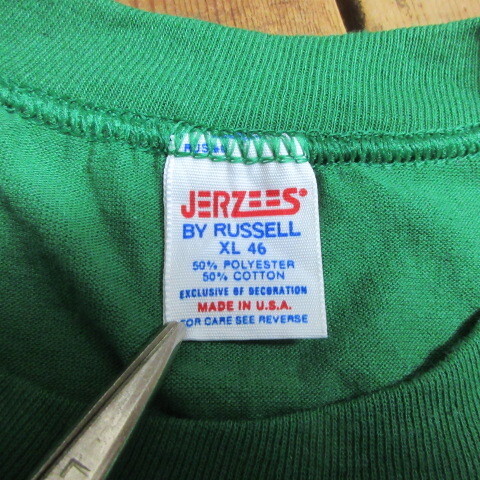 JERZEES
BY RUSSELL
XL 46
50% POLYESTER
50% COTTON
EXCLUSIVE OF DECORATION
MADE IN U.S.A.
FOR CARE SEE REVERSE